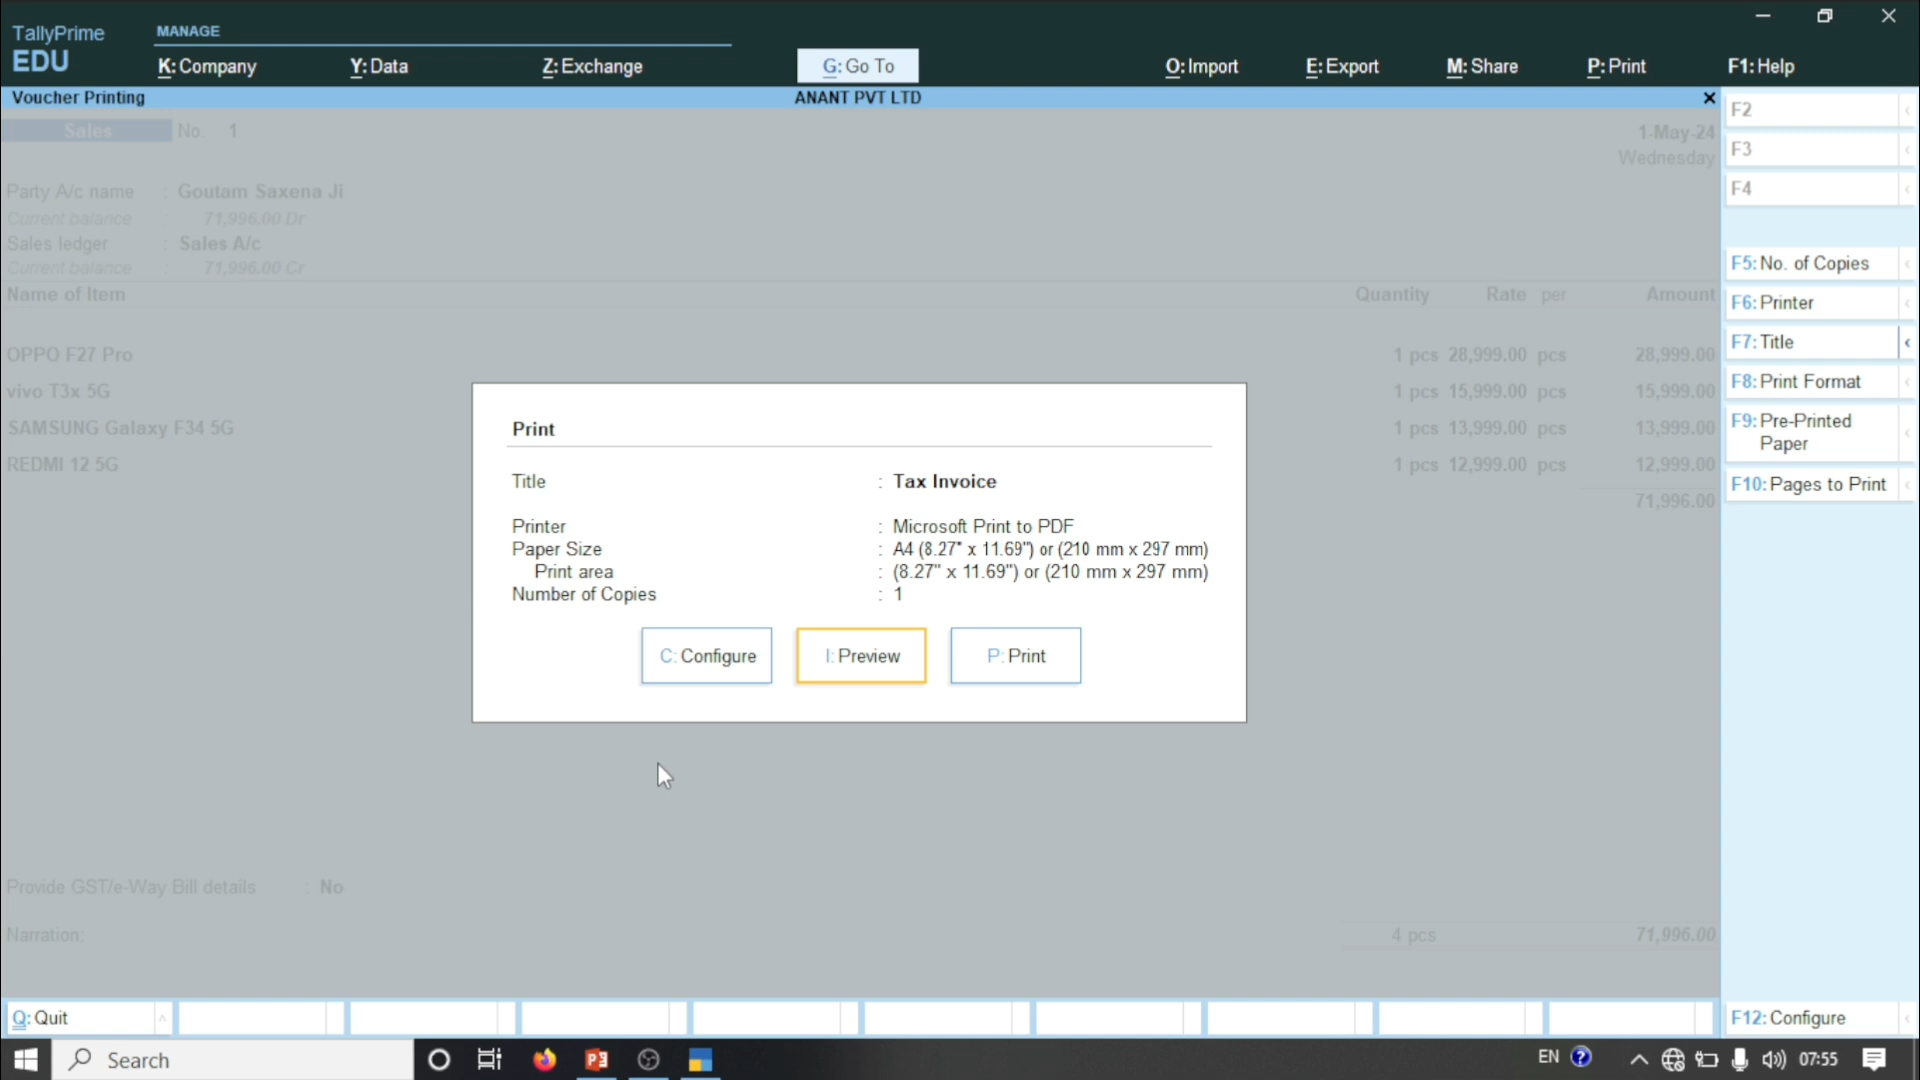 TallyPrime
EDU
MANAGE
K: Company
Y: Data
Z: Exchange
G: Go To
O: Import
E: Export
M: Share
P: Print
F1: Help
Voucher Printing
ANANT PVT LTD
Sales No. 1
1-May-24
Wednesday
Party A/c name : Goutam Saxena Ji
Current balance 71,996.00 Dr
Sales ledger : Sales A/c
Current balance 71,996.00 Cr
Name of Item Quantity Rate per Amount
OPPO F27 Pro 1 pcs 28,999.00 pcs 28,999.00
vivo T3x 5G 1 pcs 15,999.00 pcs 15,999.00
SAMSUNG Galaxy F34 5G 1 pcs 13,999.00 pcs 13,999.00
REDMI 12 5G 1 pcs 12,999.00 pcs 12,999.00
71,996.00
Print
Title : Tax Invoice
Printer : Microsoft Print to PDF
Paper Size : A4 (8.27" x 11.69") or (210 mm x 297 mm)
Print area : (8.27" x 11.69") or (210 mm x 297 mm)
Number of Copies : 1
C: Configure
I: Preview
P: Print
Provide GST/e-Way Bill details : No
Narration:
4 pcs 71,996.00
F2
F3
F4
F5: No. of Copies
F6: Printer
F7: Title
F8: Print Format
F9: Pre-Printed
Paper
F10: Pages to Print
Q: Quit
F12: Configure
Search
EN
07:55